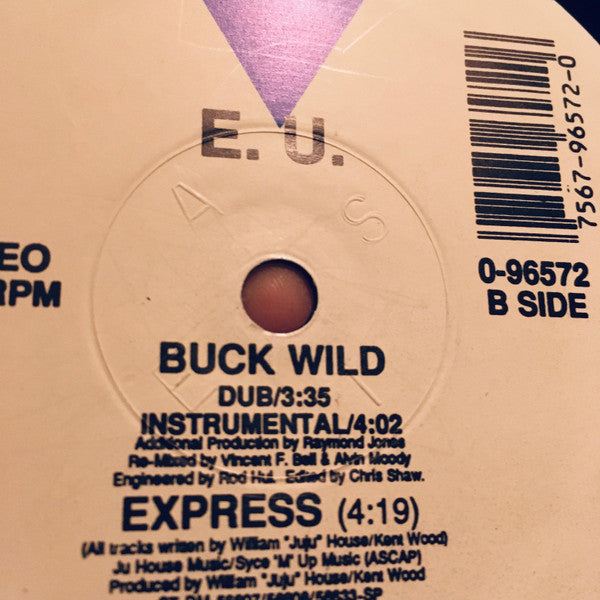 E. U.
7567-96572-0
A S
EO
RPM
0-96572
B SIDE
BUCK WILD
DUB/3:35
INSTRUMENTAL/4:02
Additional Production by Raymond Jones
Re-Mixed by Vincent F. Bell & Alvin Moody
Engineered by Rod Hui. Edited by Chris Shaw.
EXPRESS (4:19)
(All tracks written by William "Juju" House/Kent Wood)
Ju House Music/Syce "M" Up Music (ASCAP)
Produced by William "Juju" House/Kent Wood